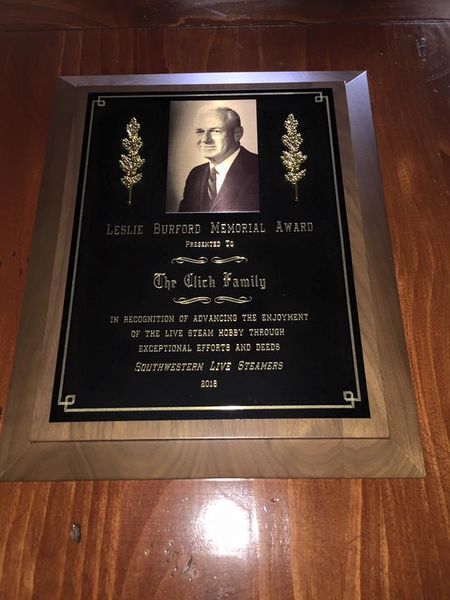 Leslie Burford Memorial Award
Presented To
The Click Family
IN RECOGNITION OF ADVANCING THE ENJOYMENT
OF THE LIVE STEAM HOBBY THROUGH
EXCEPTIONAL EFFORTS AND DEEDS
Southwestern Live Steamers
2016